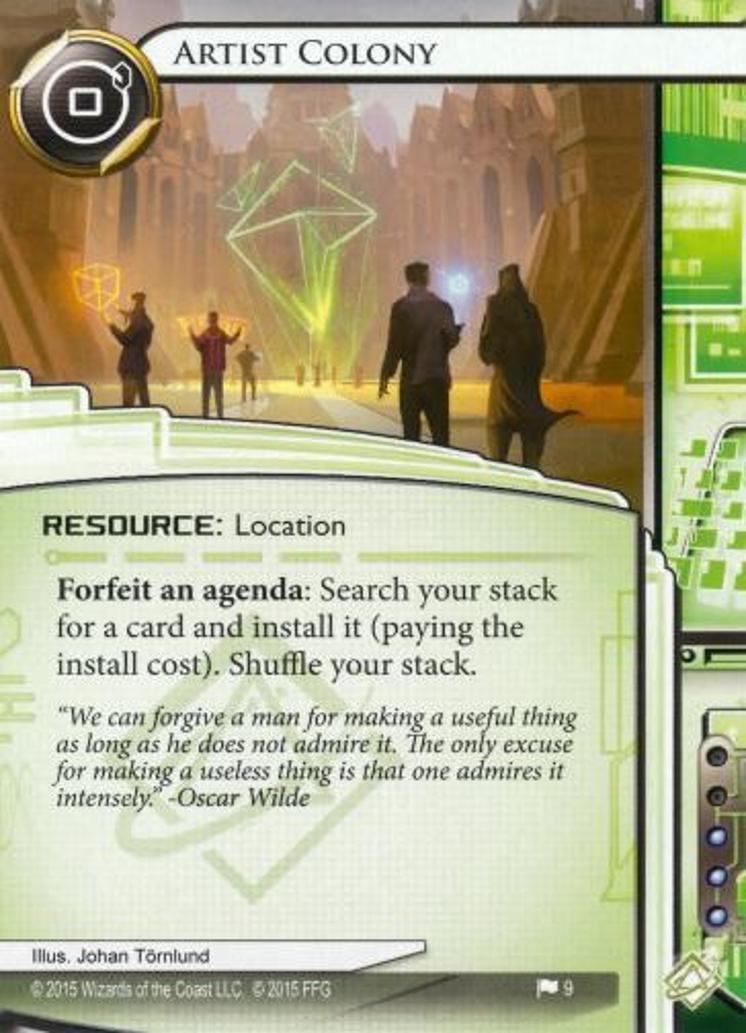 ARTIST COLONY
RESOURCE: Location
Forfeit an agenda: Search your stack
for a card and install it (paying the
install cost). Shuffle your stack.
“We can forgive a man for making a useful thing
as long as he does not admire it. The only excuse
for making a useless thing is that one admires it
intensely.” -Oscar Wilde
Illus. Johan Törnlund
© 2015 Wizards of the Coast LLC. © 2015 FFG
9